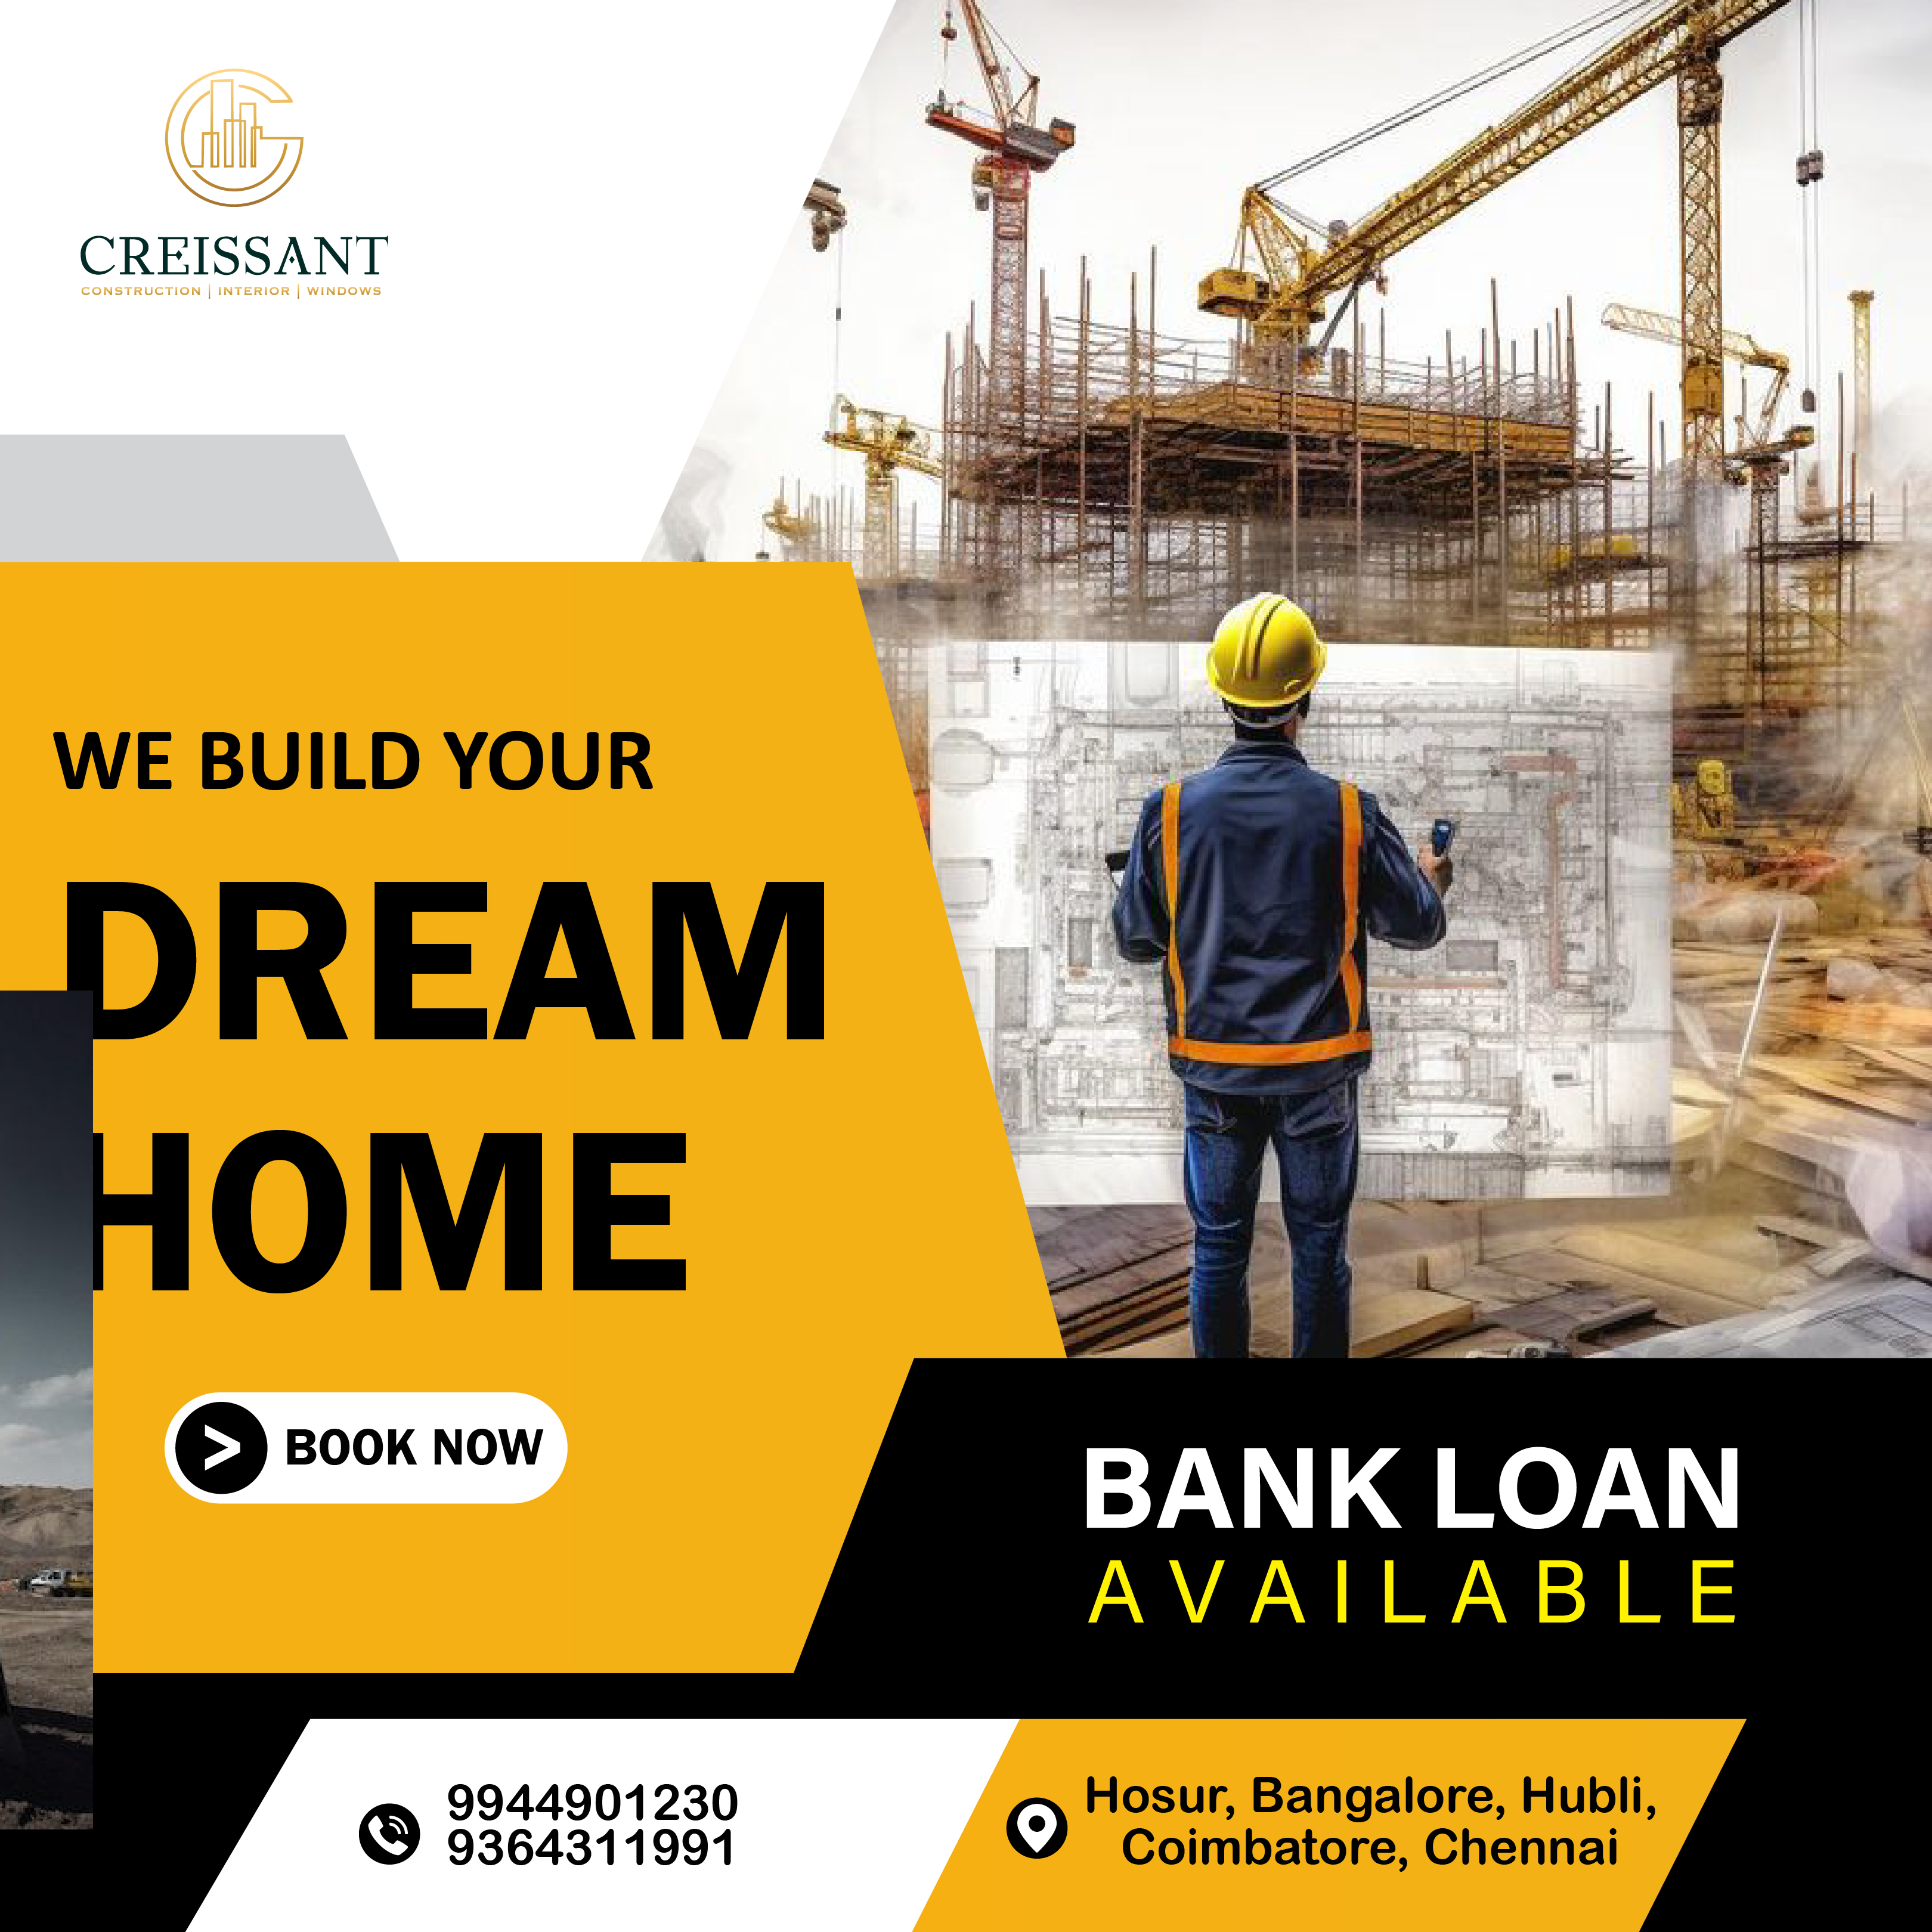 CREISSANT
CONSTRUCTION | INTERIOR | WINDOWS
WE BUILD YOUR
DREAM
HOME
> BOOK NOW
BANK LOAN
AVAILABLE
9944901230
9364311991
Hosur, Bangalore, Hubli,
Coimbatore, Chennai